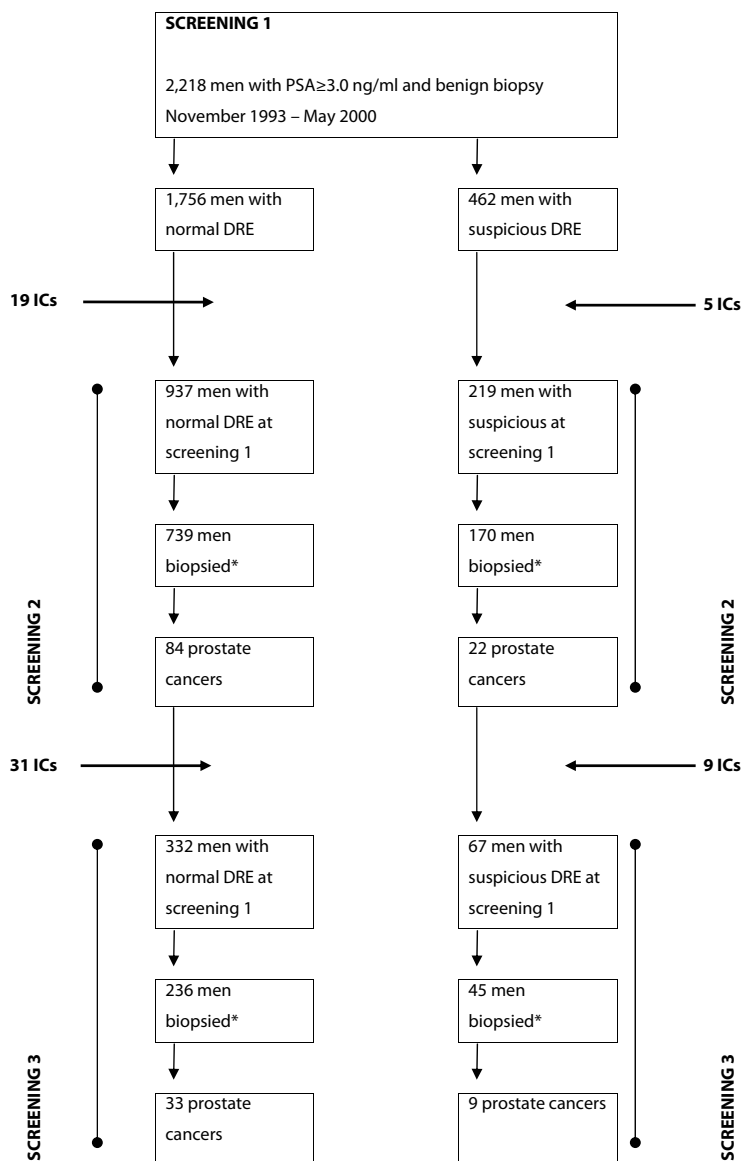 SCREENING 1
2,218 men with PSA≥3.0 ng/ml and benign biopsy
November 1993 – May 2000
1,756 men with
normal DRE
462 men with
suspicious DRE
19 ICs
5 ICs
937 men with
normal DRE at
screening 1
219 men with
suspicious at
screening 1
739 men
biopsied*
170 men
biopsied*
SCREENING 2
SCREENING 2
84 prostate
cancers
22 prostate
cancers
31 ICs
9 ICs
332 men with
normal DRE at
screening 1
67 men with
suspicious DRE at
screening 1
236 men
biopsied*
45 men
biopsied*
SCREENING 3
SCREENING 3
33 prostate
cancers
9 prostate cancers